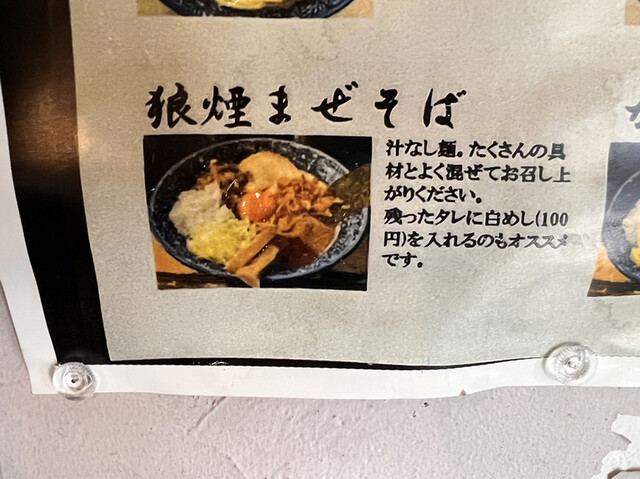 狼煙まぜそば
汁なし麺。たくさんの具
材とよく混ぜてお召し上
がりください。
残ったタレに白めし(100
円)を入れるのもオススメ
です。